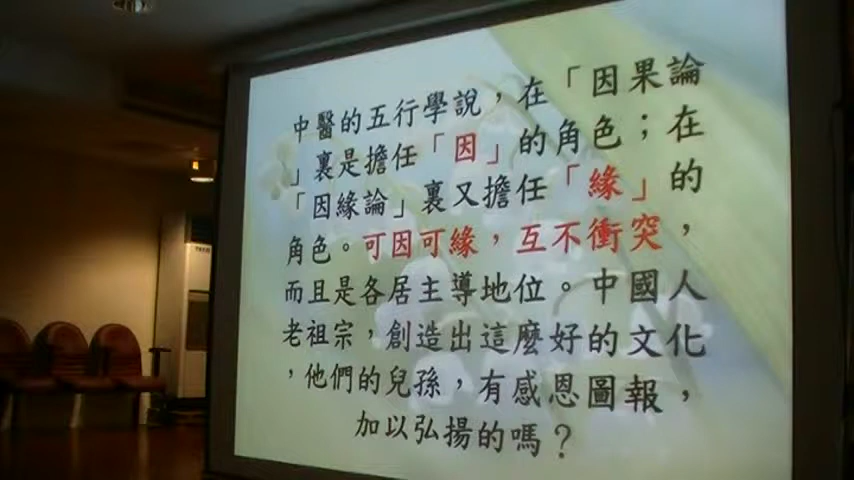 中醫的五行學說，在「因果論
」裏是擔任「因」的角色；在
「因緣論」裏又擔任「緣」的
角色。可因可緣，互不衝突，
而且是各居主導地位。中國人
老祖宗，創造出這麼好的文化
，他們的兒孫，有感恩圖報，
加以弘揚的嗎？